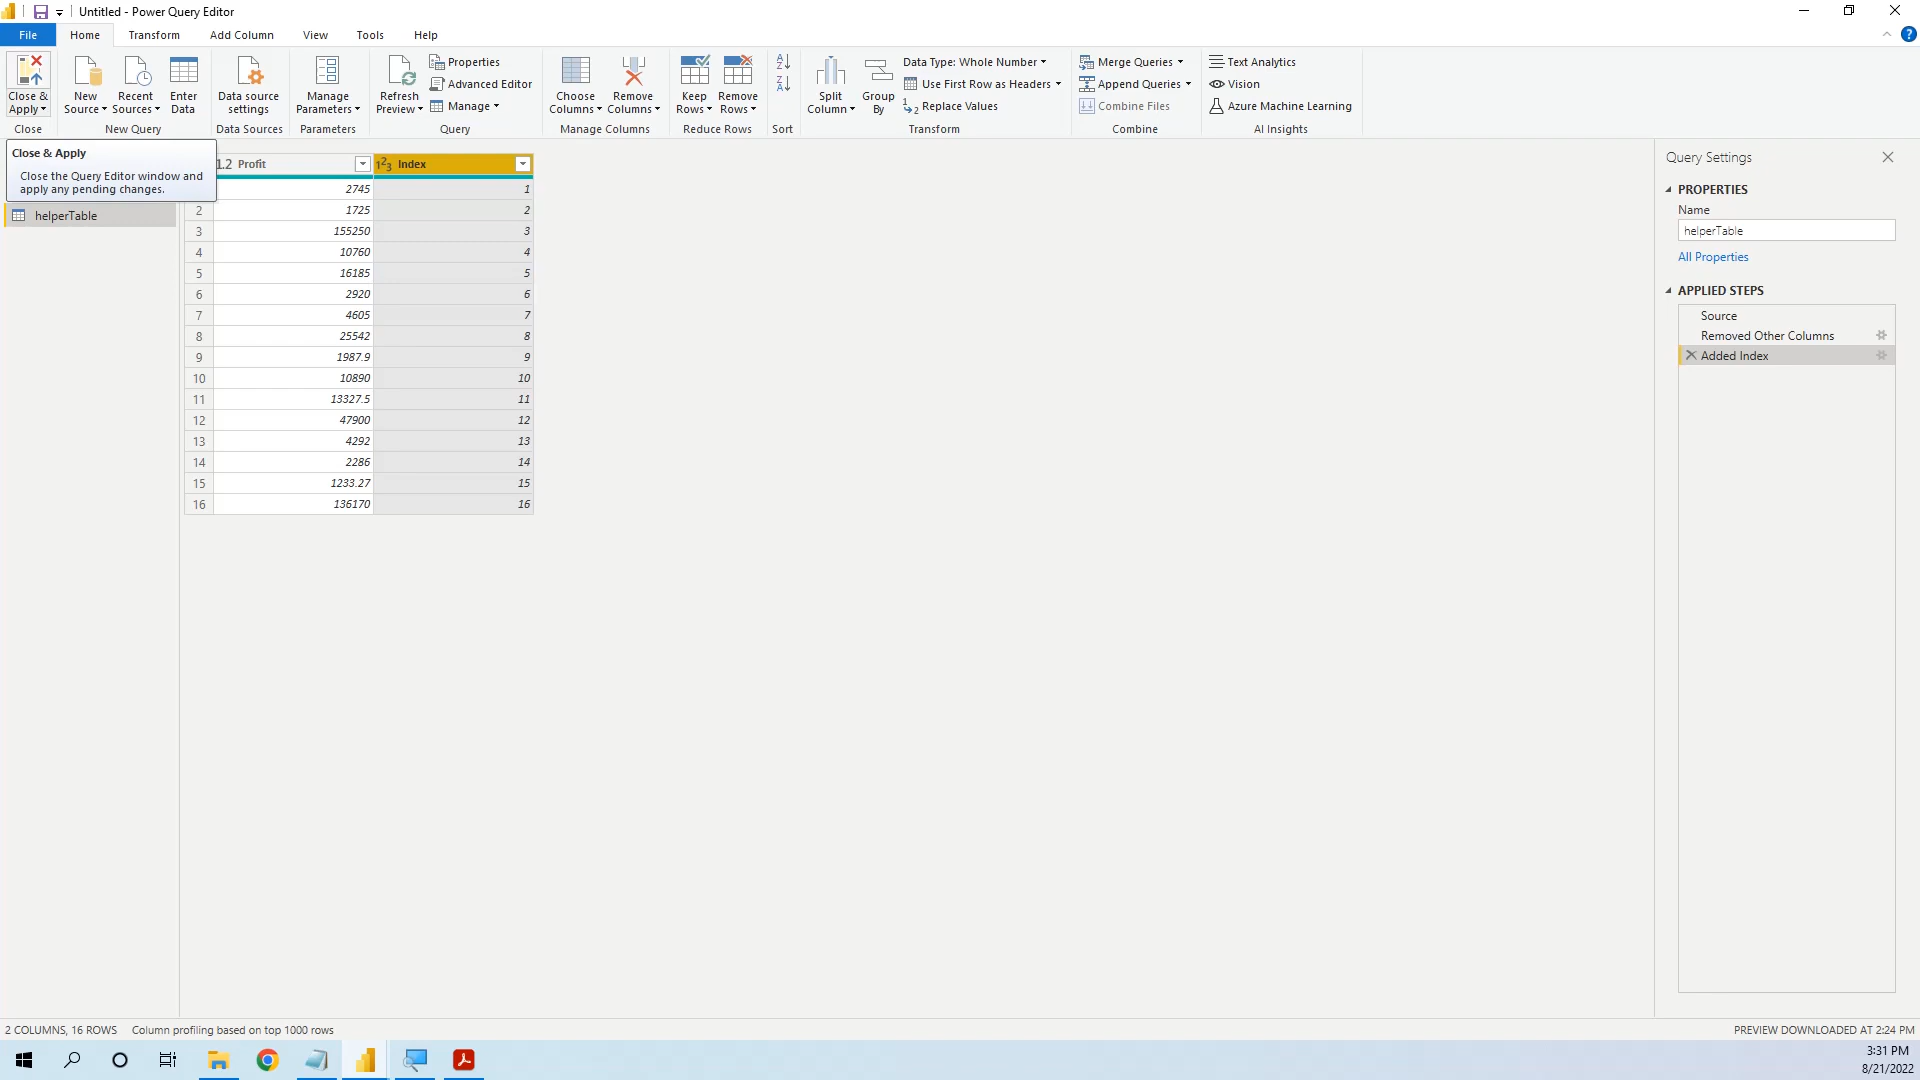 Untitled - Power Query Editor
File Home Transform Add Column View Tools Help
Close & Apply
New Source
Recent Sources
Enter Data
Data source settings
Manage Parameters
Refresh Preview
Properties
Advanced Editor
Manage
Choose Columns
Remove Columns
Keep Rows
Remove Rows
Split Column
Group By
Data Type: Whole Number
Use First Row as Headers
Replace Values
Merge Queries
Append Queries
Combine Files
Text Analytics
Vision
Azure Machine Learning
Close New Query Data Sources Parameters Query Manage Columns Reduce Rows Sort Transform Combine AI Insights
Close & Apply
Close the Query Editor window and
apply any pending changes.
helperTable
1.2 Profit 123 Index
2745 1
2 1725 2
3 155250 3
4 10760 4
5 16185 5
6 2920 6
7 4605 7
8 25542 8
9 1987.9 9
10 10890 10
11 13327.5 11
12 47900 12
13 4292 13
14 2286 14
15 1233.27 15
16 136170 16
Query Settings
PROPERTIES
Name
helperTable
All Properties
APPLIED STEPS
Source
Removed Other Columns
Added Index
2 COLUMNS, 16 ROWS Column profiling based on top 1000 rows
PREVIEW DOWNLOADED AT 2:24 PM
3:31 PM
8/21/2022